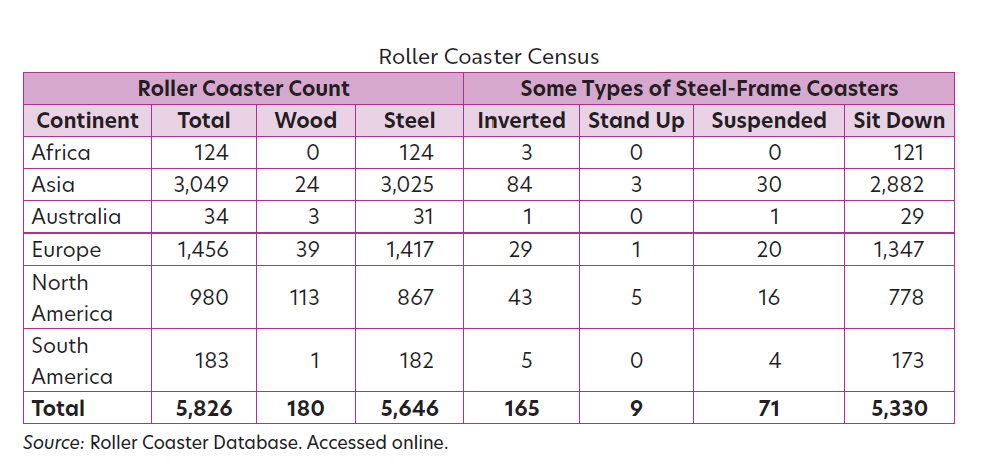 Roller Coaster Census
Roller Coaster Count Some Types of Steel-Frame Coasters
Continent Total Wood Steel Inverted Stand Up Suspended Sit Down
Africa 124 0 124 3 0 0 121
Asia 3,049 24 3,025 84 3 30 2,882
Australia 34 3 31 1 0 1 29
Europe 1,456 39 1,417 29 1 20 1,347
North
America 980 113 867 43 5 16 778
South
America 183 1 182 5 0 4 173
Total 5,826 180 5,646 165 9 71 5,330
Source: Roller Coaster Database. Accessed online.